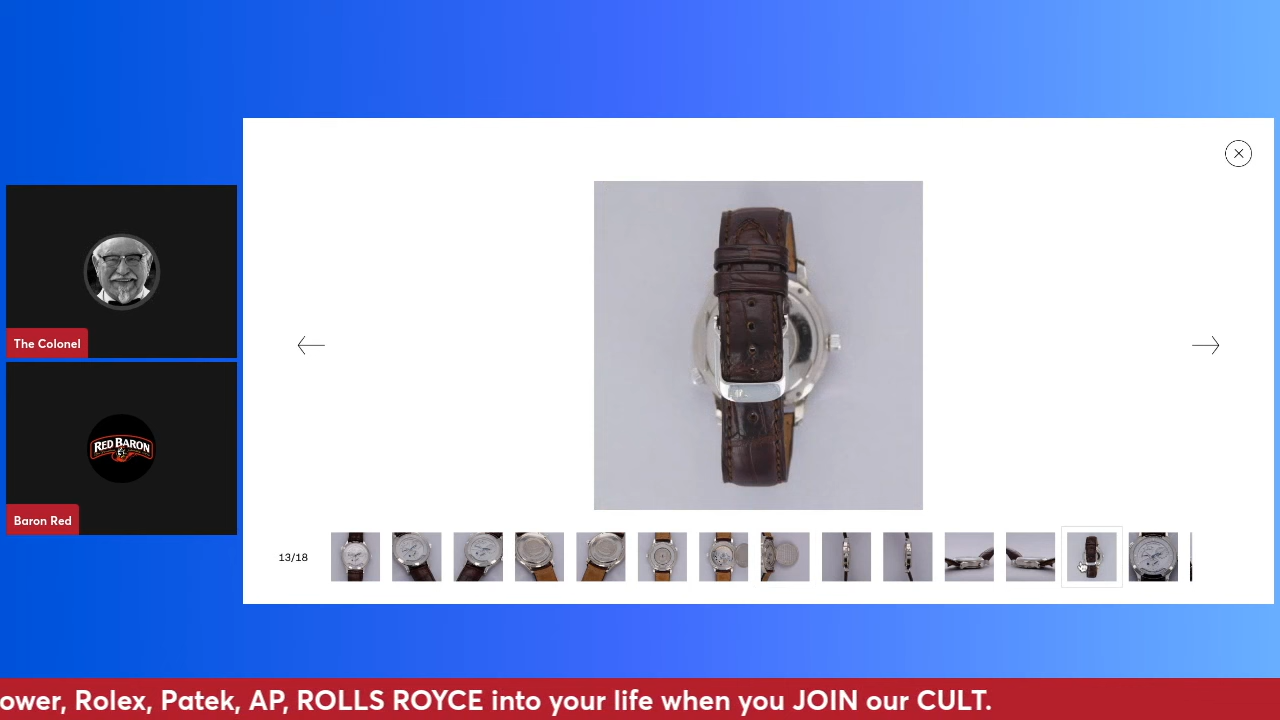 The Colonel
RED BARON
Baron Red
13/18
ower, Rolex, Patek, AP, ROLLS ROYCE into your life when you JOIN our CULT.